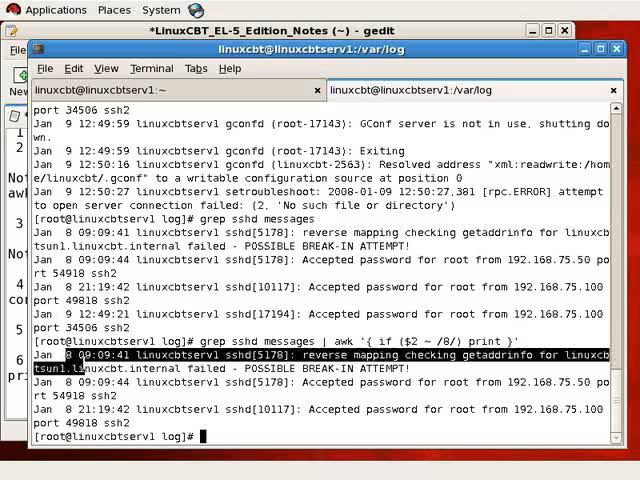 Applications Places System
*LinuxCBT_EL-5_Edition_Notes (~) - gedit
linuxcbt@linuxcbtserv1:/var/log
File Edit View Terminal Tabs Help
linuxcbt@linuxcbtserv1:~
linuxcbt@linuxcbtserv1:/var/log
port 34506 ssh2
Jan  9 12:49:59 linuxcbtserv1 gconfd (root-17143): GConf server is not in use, shutting do
wn.
Jan  9 12:49:59 linuxcbtserv1 gconfd (root-17143): Exiting
Jan  9 12:50:16 linuxcbtserv1 gconfd (linuxcbt-2563): Resolved address "xml:readwrite:/hom
e/linuxcbt/.gconf" to a writable configuration source at position 0
Jan  9 12:50:27 linuxcbtserv1 setroubleshoot: 2008-01-09 12:50:27,381 [rpc.ERROR] attempt
to open server connection failed: (2, 'No such file or directory')
[root@linuxcbtserv1 log]# grep sshd messages
Jan  8 09:09:41 linuxcbtserv1 sshd[5178]: reverse mapping checking getaddrinfo for linuxcb
tsun1.linuxcbt.internal failed - POSSIBLE BREAK-IN ATTEMPT!
Jan  8 09:09:44 linuxcbtserv1 sshd[5178]: Accepted password for root from 192.168.75.50 po
rt 54918 ssh2
Jan  8 21:19:42 linuxcbtserv1 sshd[10117]: Accepted password for root from 192.168.75.100
port 49818 ssh2
Jan  9 12:49:21 linuxcbtserv1 sshd[17194]: Accepted password for root from 192.168.75.100
port 34506 ssh2
[root@linuxcbtserv1 log]# grep sshd messages | awk '{ if ($2 ~ /8/) print }'
Jan  8 09:09:41 linuxcbtserv1 sshd[5178]: reverse mapping checking getaddrinfo for linuxcb
tsun1.linuxcbt.internal failed - POSSIBLE BREAK-IN ATTEMPT!
Jan  8 09:09:44 linuxcbtserv1 sshd[5178]: Accepted password for root from 192.168.75.50 po
rt 54918 ssh2
Jan  8 21:19:42 linuxcbtserv1 sshd[10117]: Accepted password for root from 192.168.75.100
port 49818 ssh2
[root@linuxcbtserv1 log]#